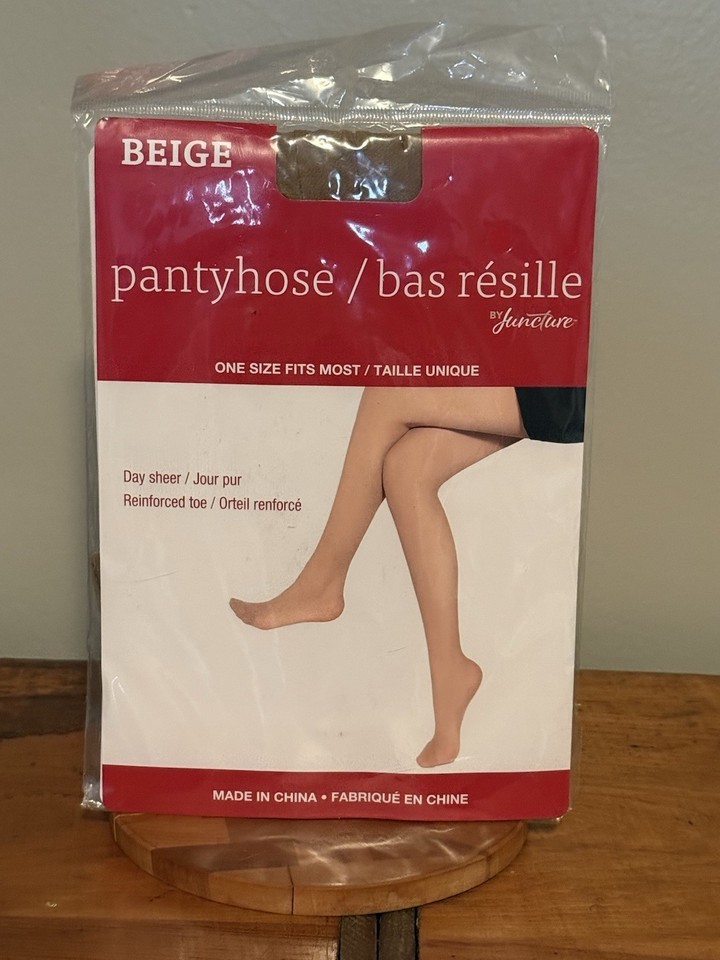 BEIGE
pantyhose / bas résille
BY Juncture™
ONE SIZE FITS MOST / TAILLE UNIQUE
Day sheer / Jour pur
Reinforced toe / Orteil renforcé
MADE IN CHINA • FABRIQUÉ EN CHINE